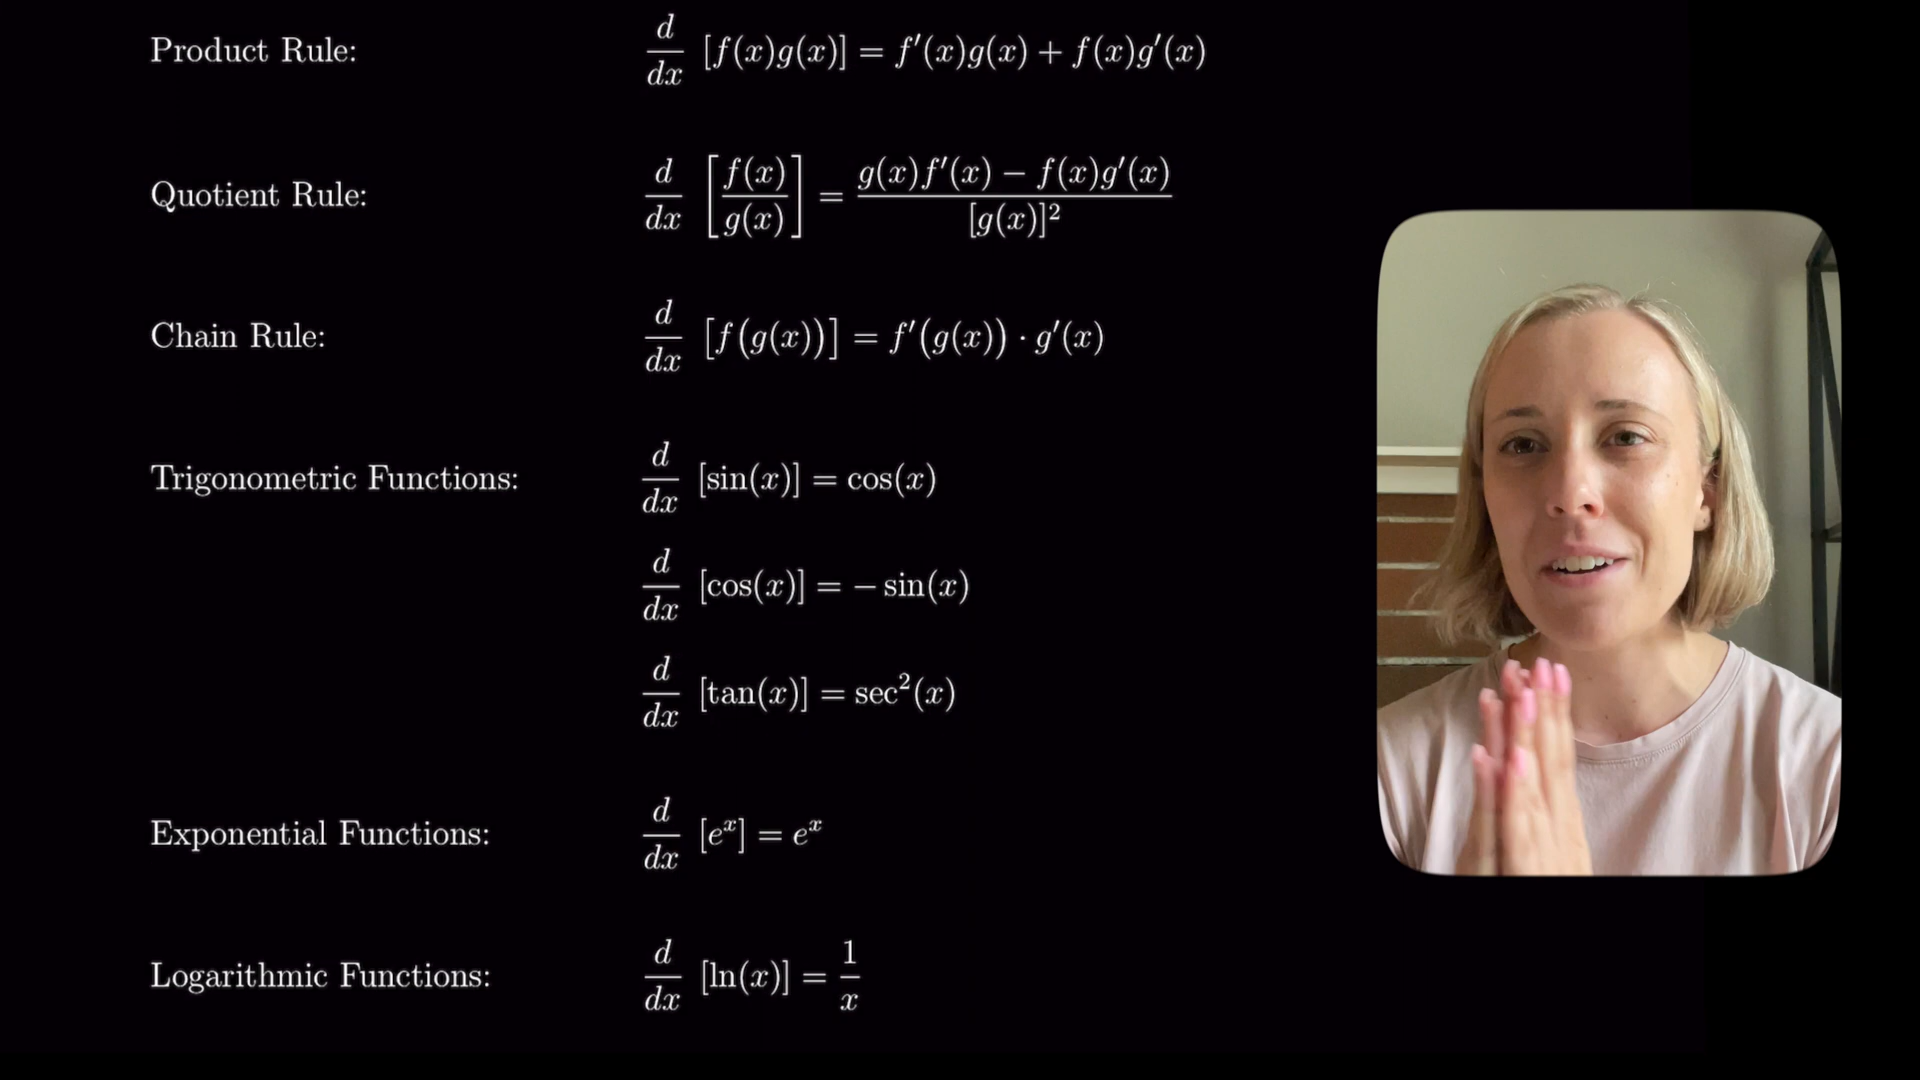 Product Rule: d/dx [f(x)g(x)] = f′(x)g(x) + f(x)g′(x)
Quotient Rule: d/dx [f(x)/g(x)] = (g(x)f′(x) − f(x)g′(x))/[g(x)]²
Chain Rule: d/dx [f(g(x))] = f′(g(x)) · g′(x)
Trigonometric Functions: d/dx [sin(x)] = cos(x)
d/dx [cos(x)] = − sin(x)
d/dx [tan(x)] = sec²(x)
Exponential Functions: d/dx [eˣ] = eˣ
Logarithmic Functions: d/dx [ln(x)] = 1/x